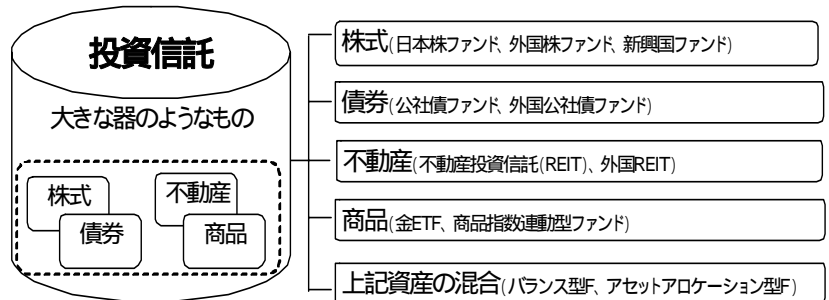 投資信託
大きな器のようなもの
株式
債券
不動産
商品
株式(日本株ファンド、外国株ファンド、新興国ファンド)
債券(公社債ファンド、外国公社債ファンド)
不動産(不動産投資信託(REIT)、外国REIT)
商品(金ETF、商品指数連動型ファンド)
上記資産の混合(バランス型F、アセットアロケーション型F)